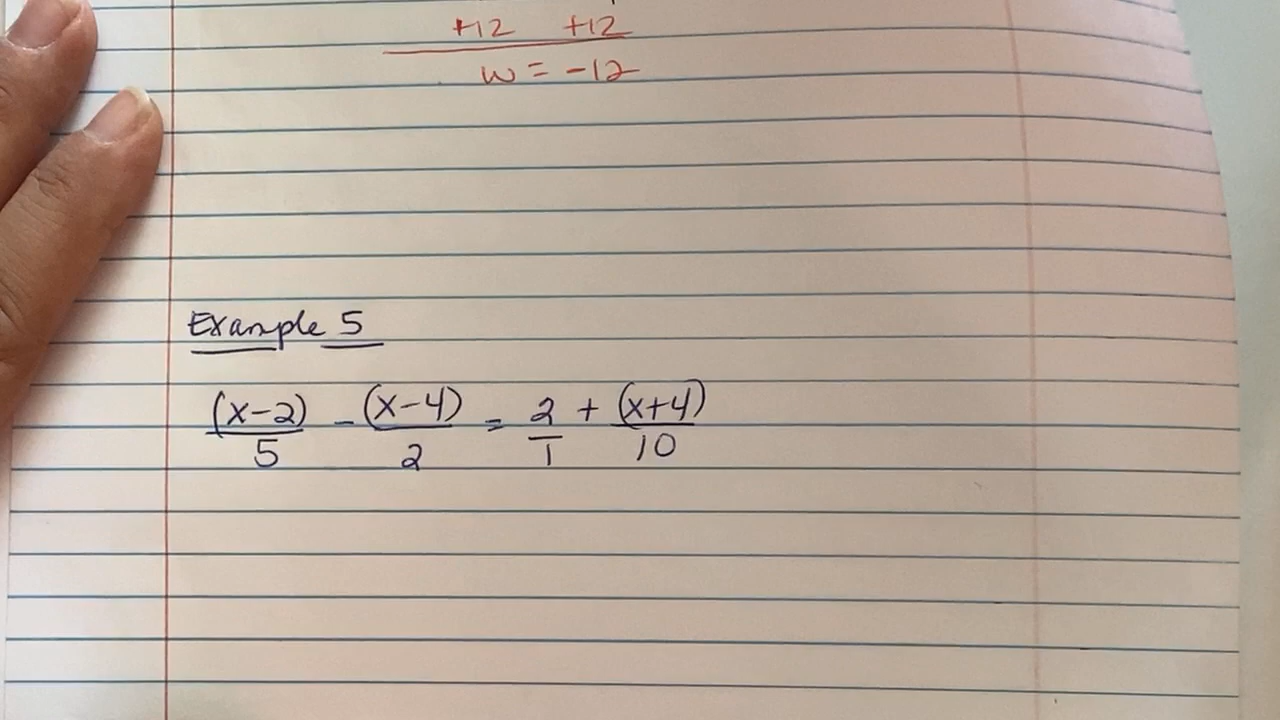 +12 +12
w = -12
Example 5
(x-2)/5 - (x-4)/2 = 2/1 + (x+4)/10